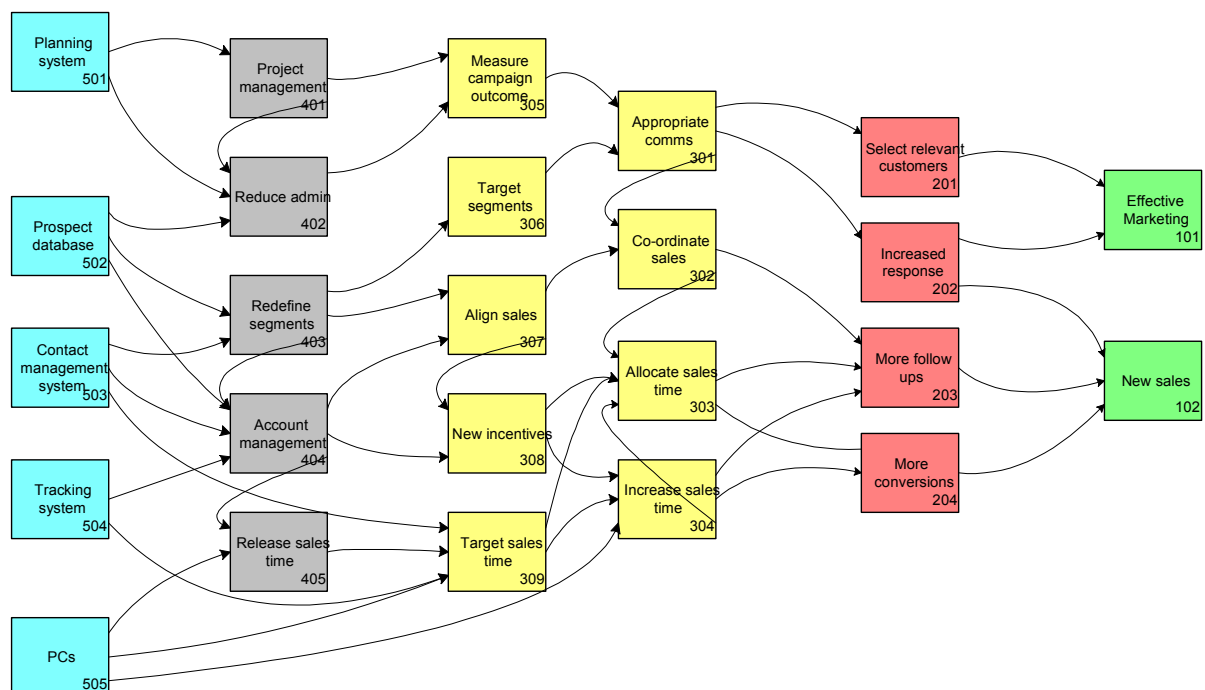 Planning
system
501
Project
management
401
Measure
campaign
outcome
305
Appropriate
comms
301
Select relevant
customers
201
Effective
Marketing
101
Reduce admin
402
Target
segments
306
Prospect
database
502
Co-ordinate
sales
302
Increased
response
202
Redefine
segments
403
Align sales
307
Contact
management
system
503
Allocate sales
time
303
More follow
ups
203
New sales
102
Account
management
404
New incentives
308
Tracking
system
504
Increase sales
time
304
More
conversions
204
Release sales
time
405
Target sales
time
309
PCs
505